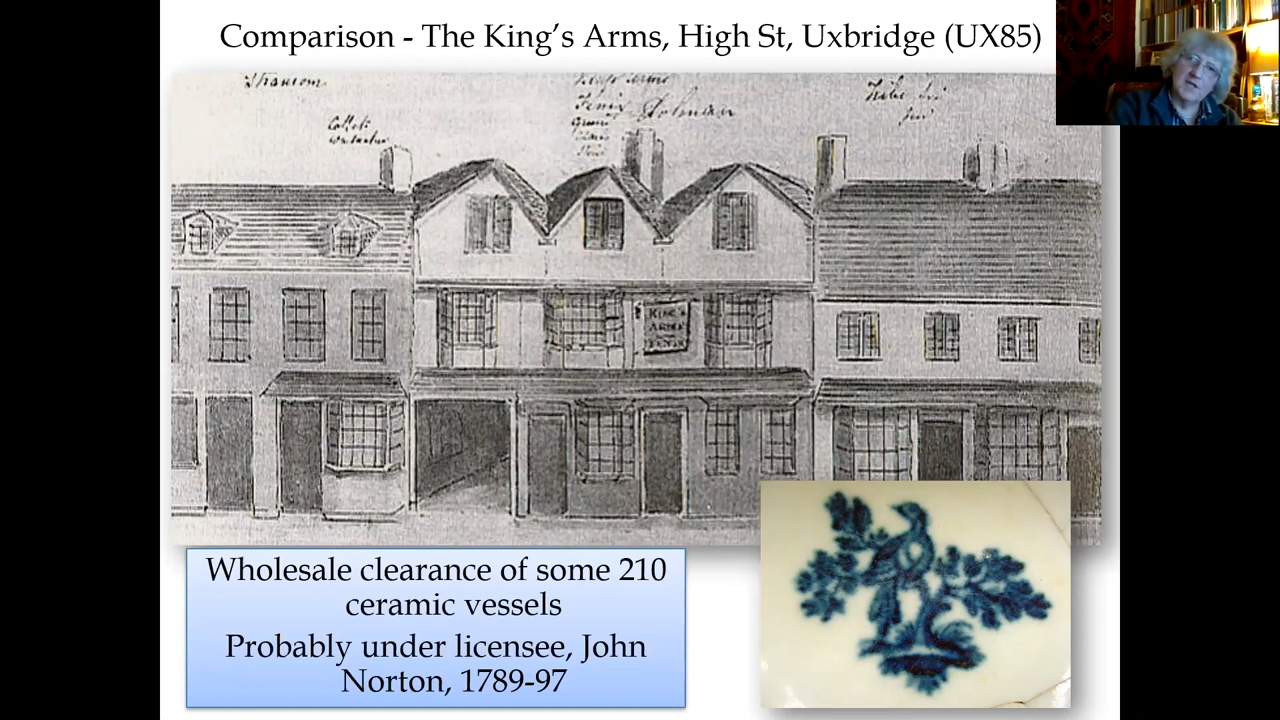 Comparison - The King's Arms, High St, Uxbridge (UX85)
KING'S
ARMS
Wholesale clearance of some 210
ceramic vessels
Probably under licensee, John
Norton, 1789-97